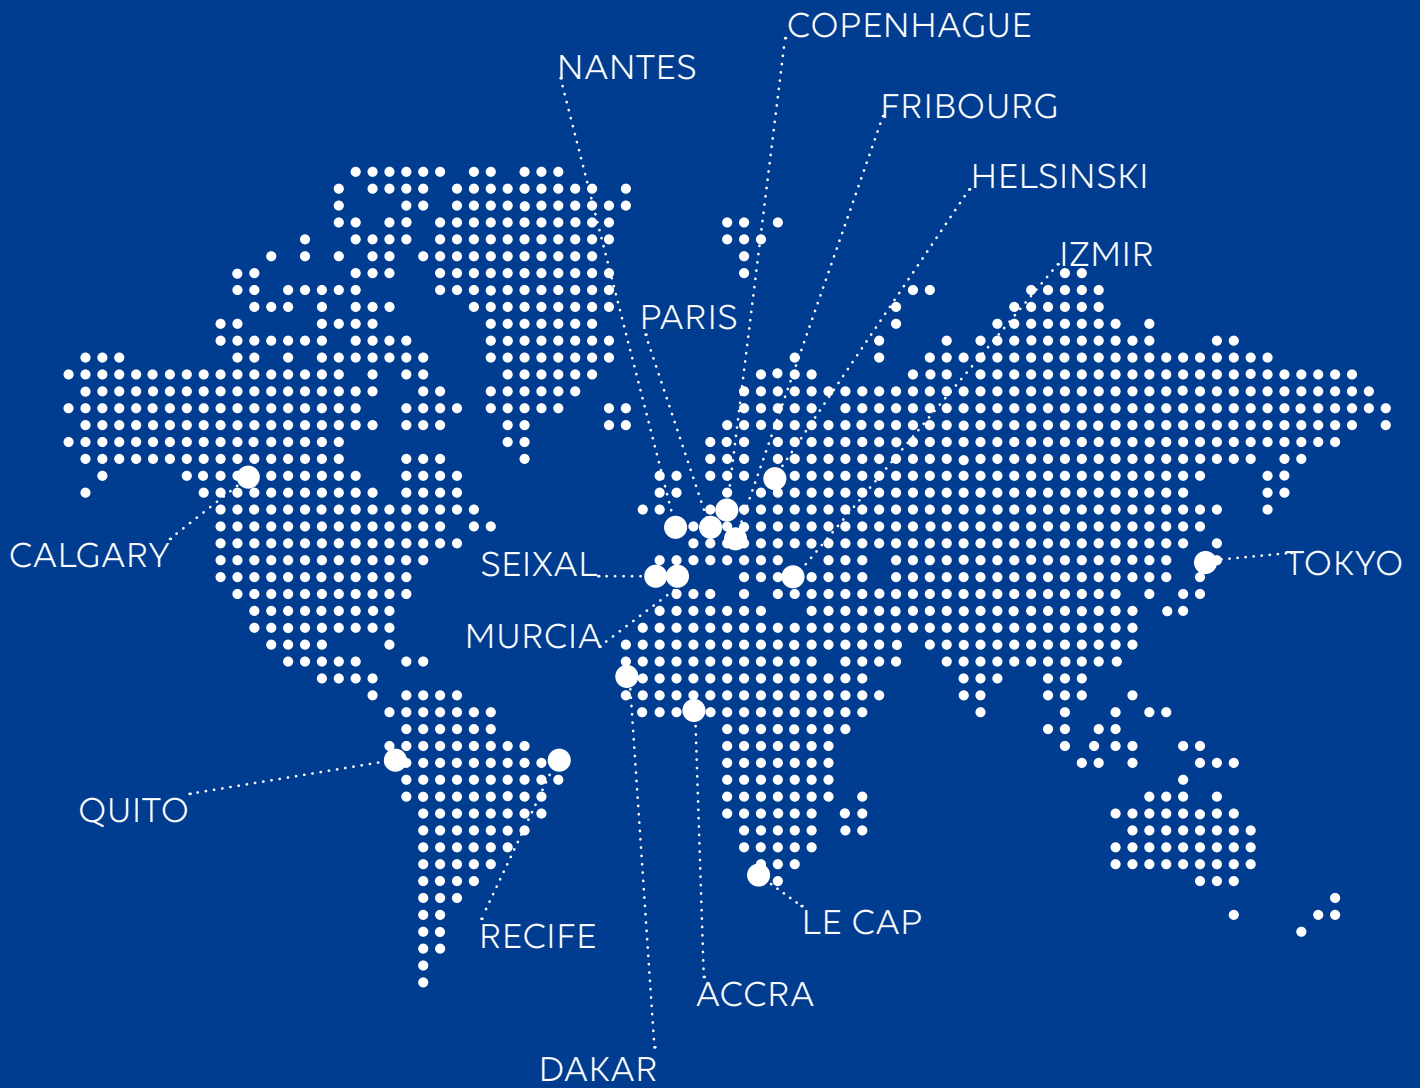 COPENHAGUE
NANTES
FRIBOURG
HELSINSKI
IZMIR
PARIS
CALGARY
SEIXAL
TOKYO
MURCIA
QUITO
RECIFE
LE CAP
ACCRA
DAKAR